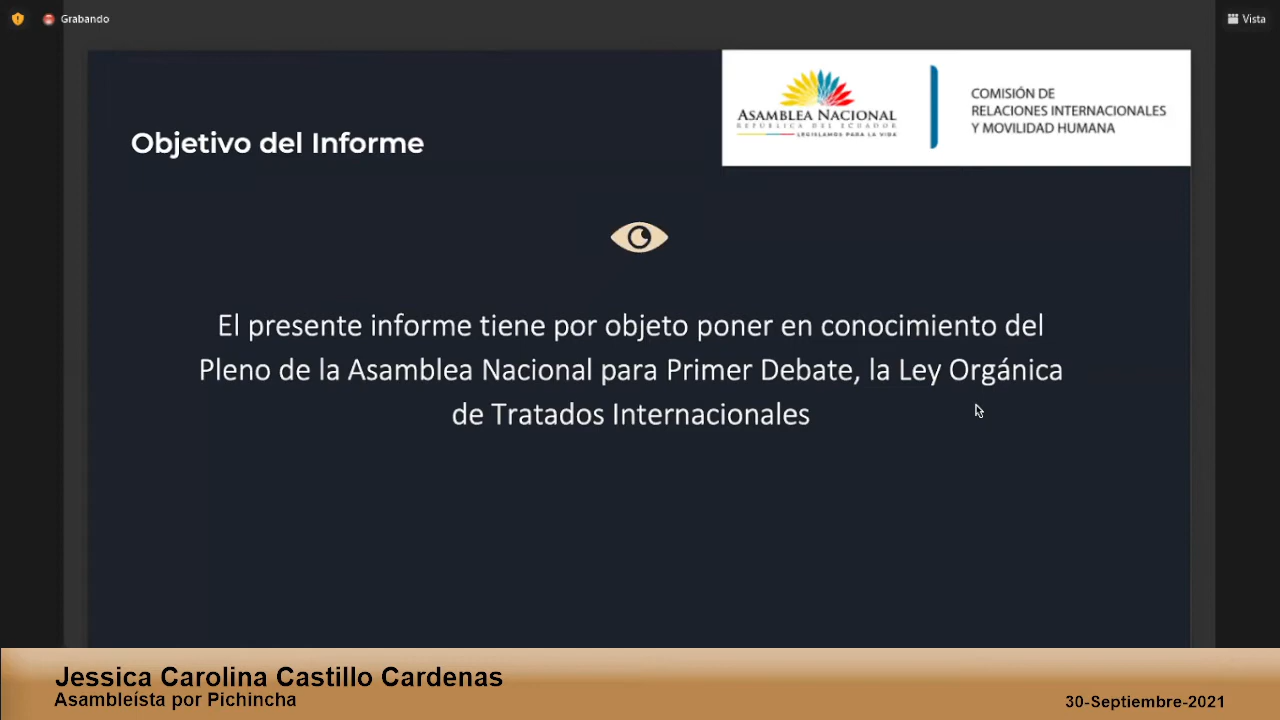 Grabando
Vista
Objetivo del Informe
ASAMBLEA NACIONAL
REPÚBLICA DEL ECUADOR
LEGISLAMOS PARA LA VIDA
COMISIÓN DE
RELACIONES INTERNACIONALES
Y MOVILIDAD HUMANA
El presente informe tiene por objeto poner en conocimiento del
Pleno de la Asamblea Nacional para Primer Debate, la Ley Orgánica
de Tratados Internacionales
Jessica Carolina Castillo Cardenas
Asambleísta por Pichincha
30-Septiembre-2021